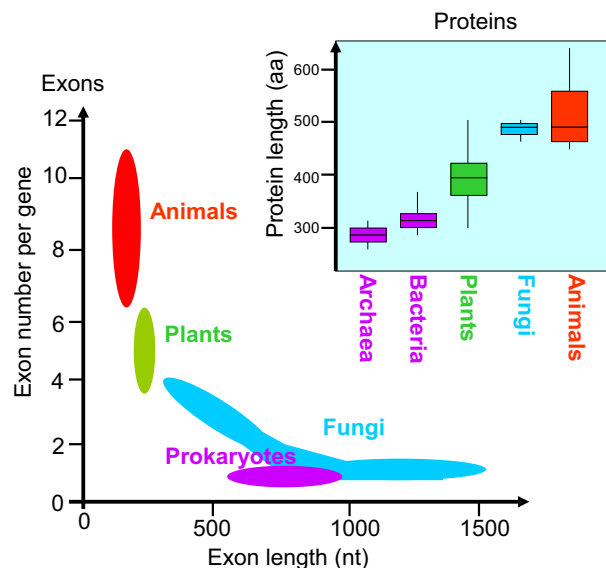 Proteins
Protein length (aa)
600
500
400
300
Archaea
Bacteria
Plants
Fungi
Animals
Exons
Exon number per gene
12
10
8
6
4
2
0
Animals
Plants
Fungi
Prokaryotes
0
500
1000
1500
Exon length (nt)